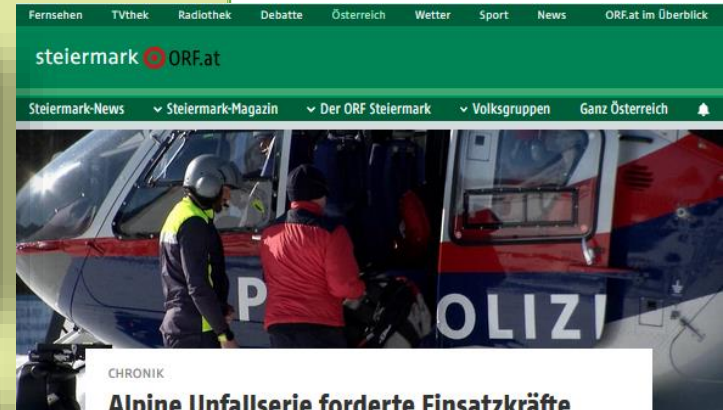 Fernsehen TVthek Radiothek Debatte Österreich Wetter Sport News ORF.at im Überblick
steiermark ORF.at
Steiermark-News Steiermark-Magazin Der ORF Steiermark Volksgruppen Ganz Österreich
P OLIZI
CHRONIK
Alpine Unfallserie forderte Einsatzkräfte